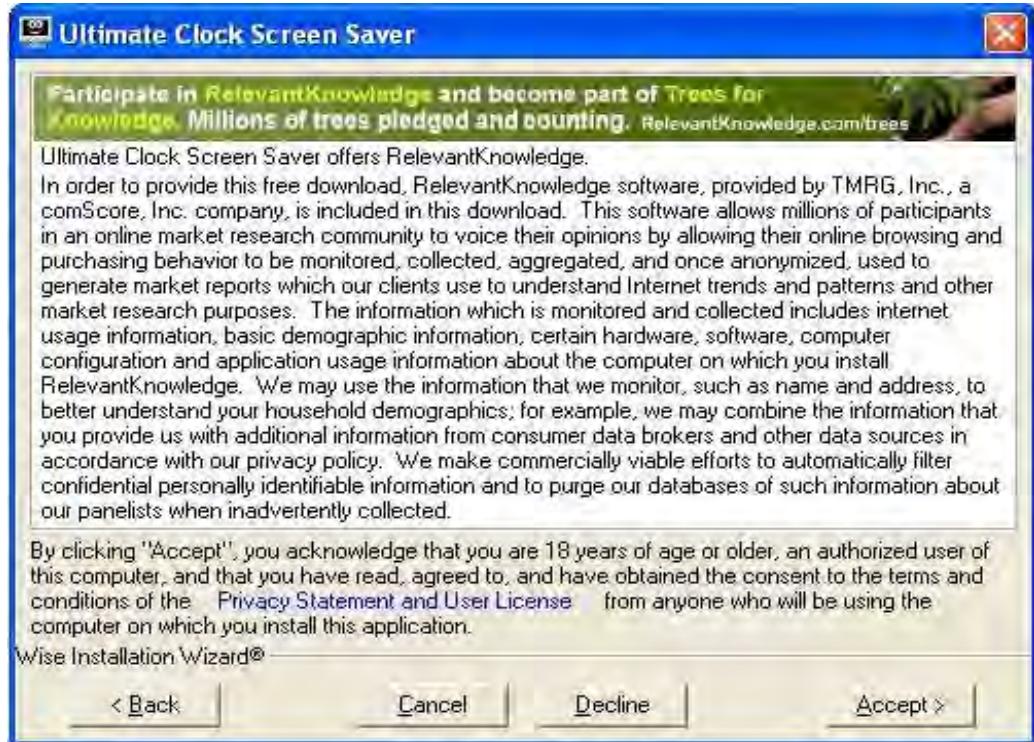 Ultimate Clock Screen Saver
Participate in RelevantKnowledge and become part of Trees for
Knowledge. Millions of trees pledged and counting. RelevantKnowledge.com/trees
Ultimate Clock Screen Saver offers RelevantKnowledge.
In order to provide this free download, RelevantKnowledge software, provided by TMRG, Inc., a
comScore, Inc. company, is included in this download.  This software allows millions of participants
in an online market research community to voice their opinions by allowing their online browsing and
purchasing behavior to be monitored, collected, aggregated, and once anonymized, used to
generate market reports which our clients use to understand Internet trends and patterns and other
market research purposes.  The information which is monitored and collected includes internet
usage information, basic demographic information, certain hardware, software, computer
configuration and application usage information about the computer on which you install
RelevantKnowledge.  We may use the information that we monitor, such as name and address, to
better understand your household demographics; for example, we may combine the information that
you provide us with additional information from consumer data brokers and other data sources in
accordance with our privacy policy.  We make commercially viable efforts to automatically filter
confidential personally identifiable information and to purge our databases of such information about
our panelists when inadvertently collected.
By clicking "Accept", you acknowledge that you are 18 years of age or older, an authorized user of
this computer, and that you have read, agreed to, and have obtained the consent to the terms and
conditions of the Privacy Statement and User License from anyone who will be using the
computer on which you install this application.
Wise Installation Wizard®
< Back Cancel Decline Accept >